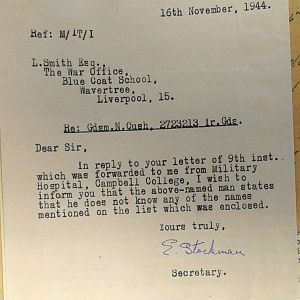 16th November, 1944.
Ref: M/1T/I
L.Smith Esq.,
The War Office,
Blue Coat School,
Wavertree,
Liverpool, 15.
Re: Gdsm.N.Cush, 2723213 Ir.Gds.
Dear Sir,
In reply to your letter of 9th inst.
which was forwarded to me from Military
Hospital, Campbell College, I wish to
inform you that the above-named man states
that he does not know any of the names
mentioned on the list which was enclosed.
Yours truly,
E. Stockman
Secretary.